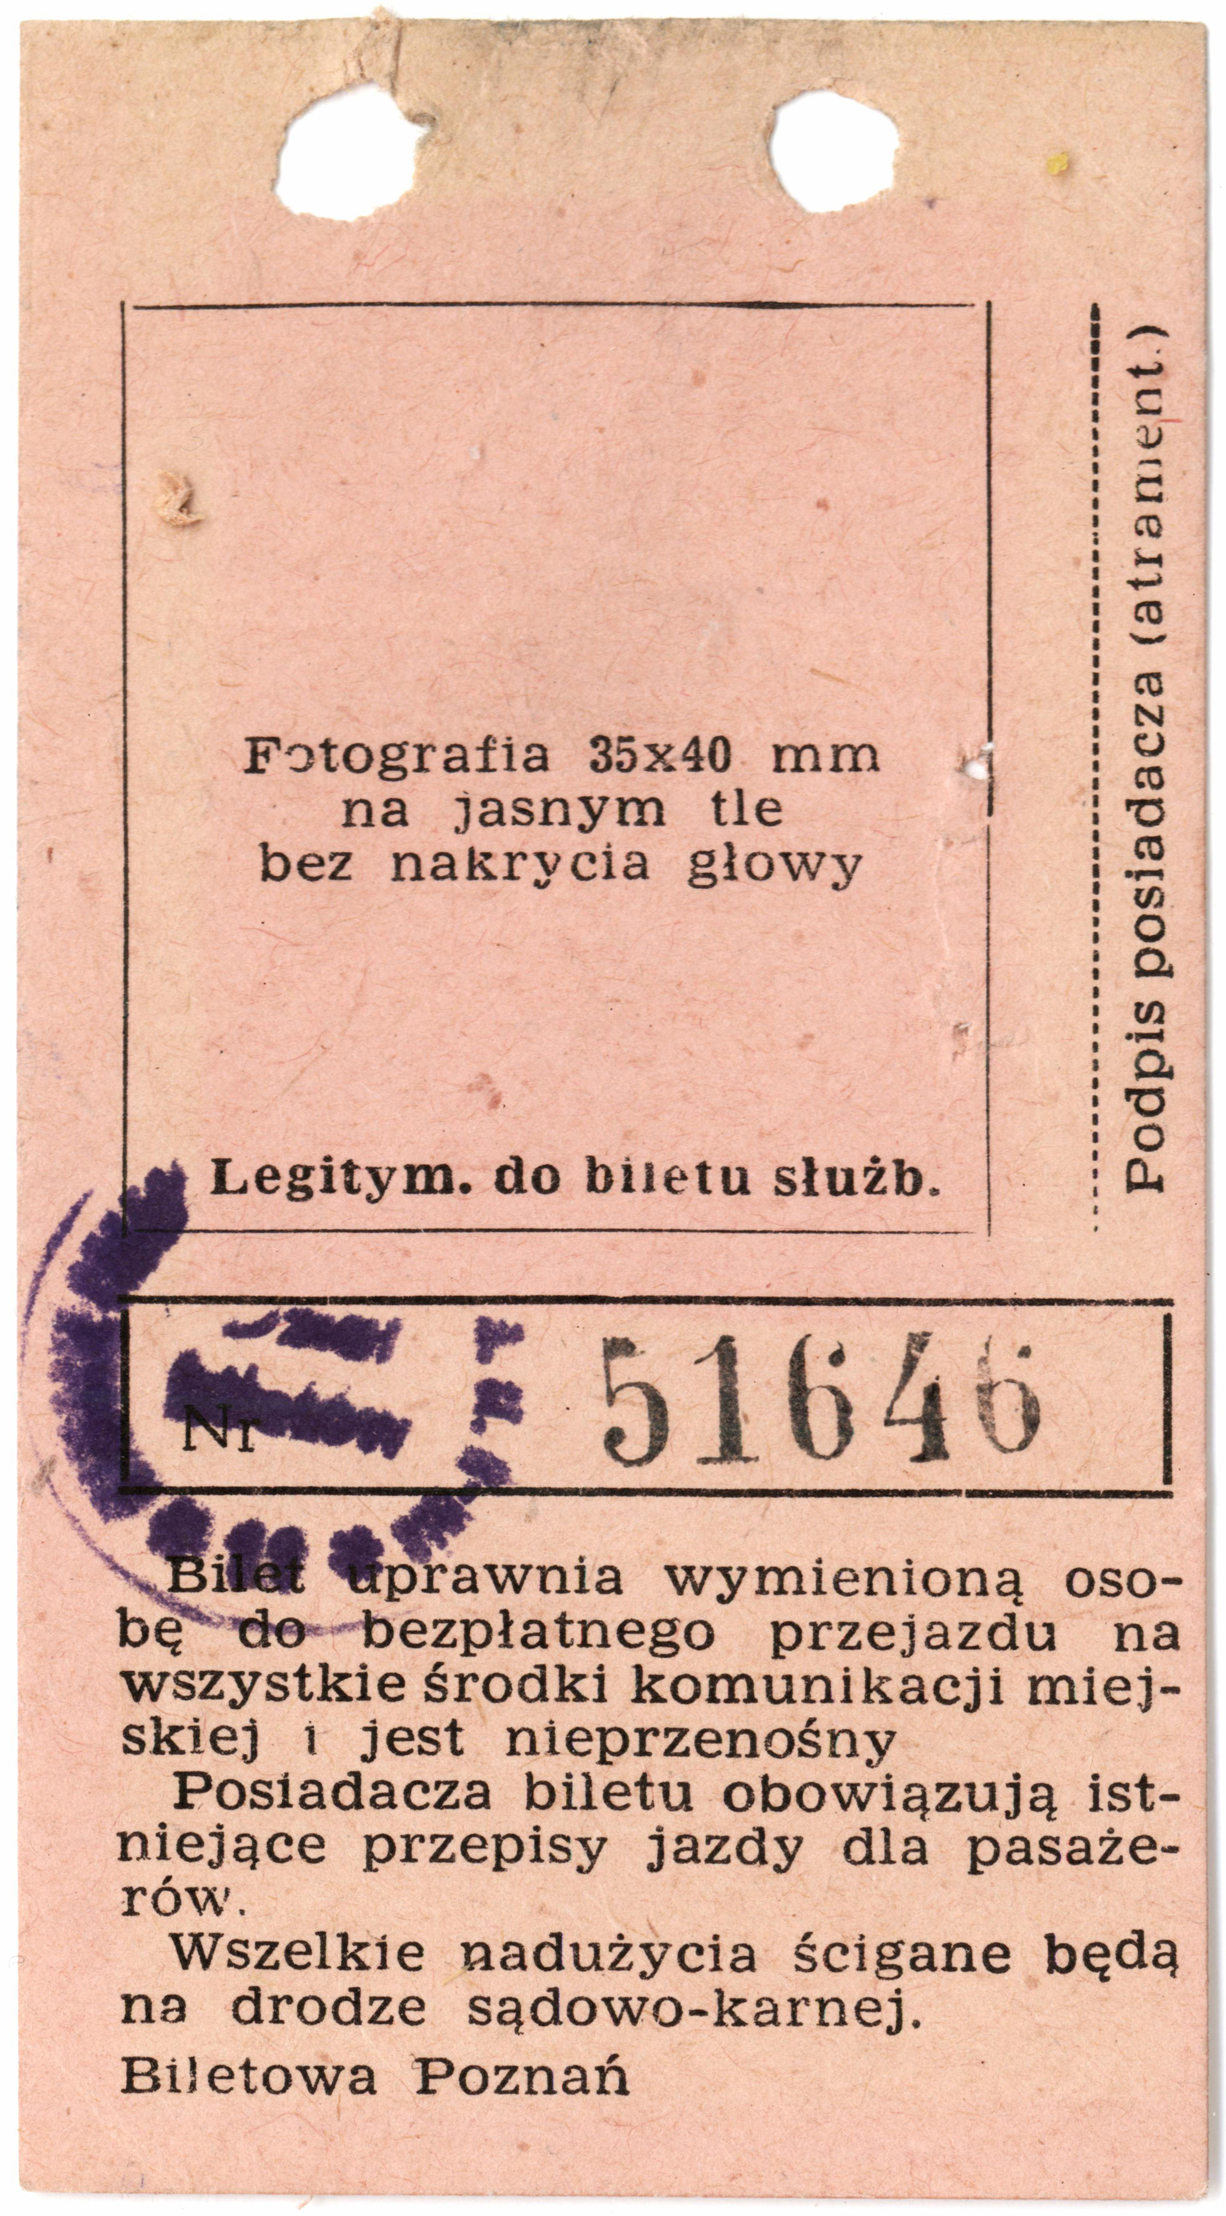 Fotografia 35x40 mm
na jasnym tle
bez nakrycia głowy
Legitym. do biletu służb.
Podpis posiadacza (atrament.)
Nr 51646
Bilet uprawnia wymienioną oso-
bę do bezpłatnego przejazdu na
wszystkie środki komunikacji miej-
skiej i jest nieprzenośny
Posiadacza biletu obowiązują ist-
niejące przepisy jazdy dla pasaże-
rów.
Wszelkie nadużycia ścigane będą
na drodze sądowo-karnej.
Biletowa Poznań